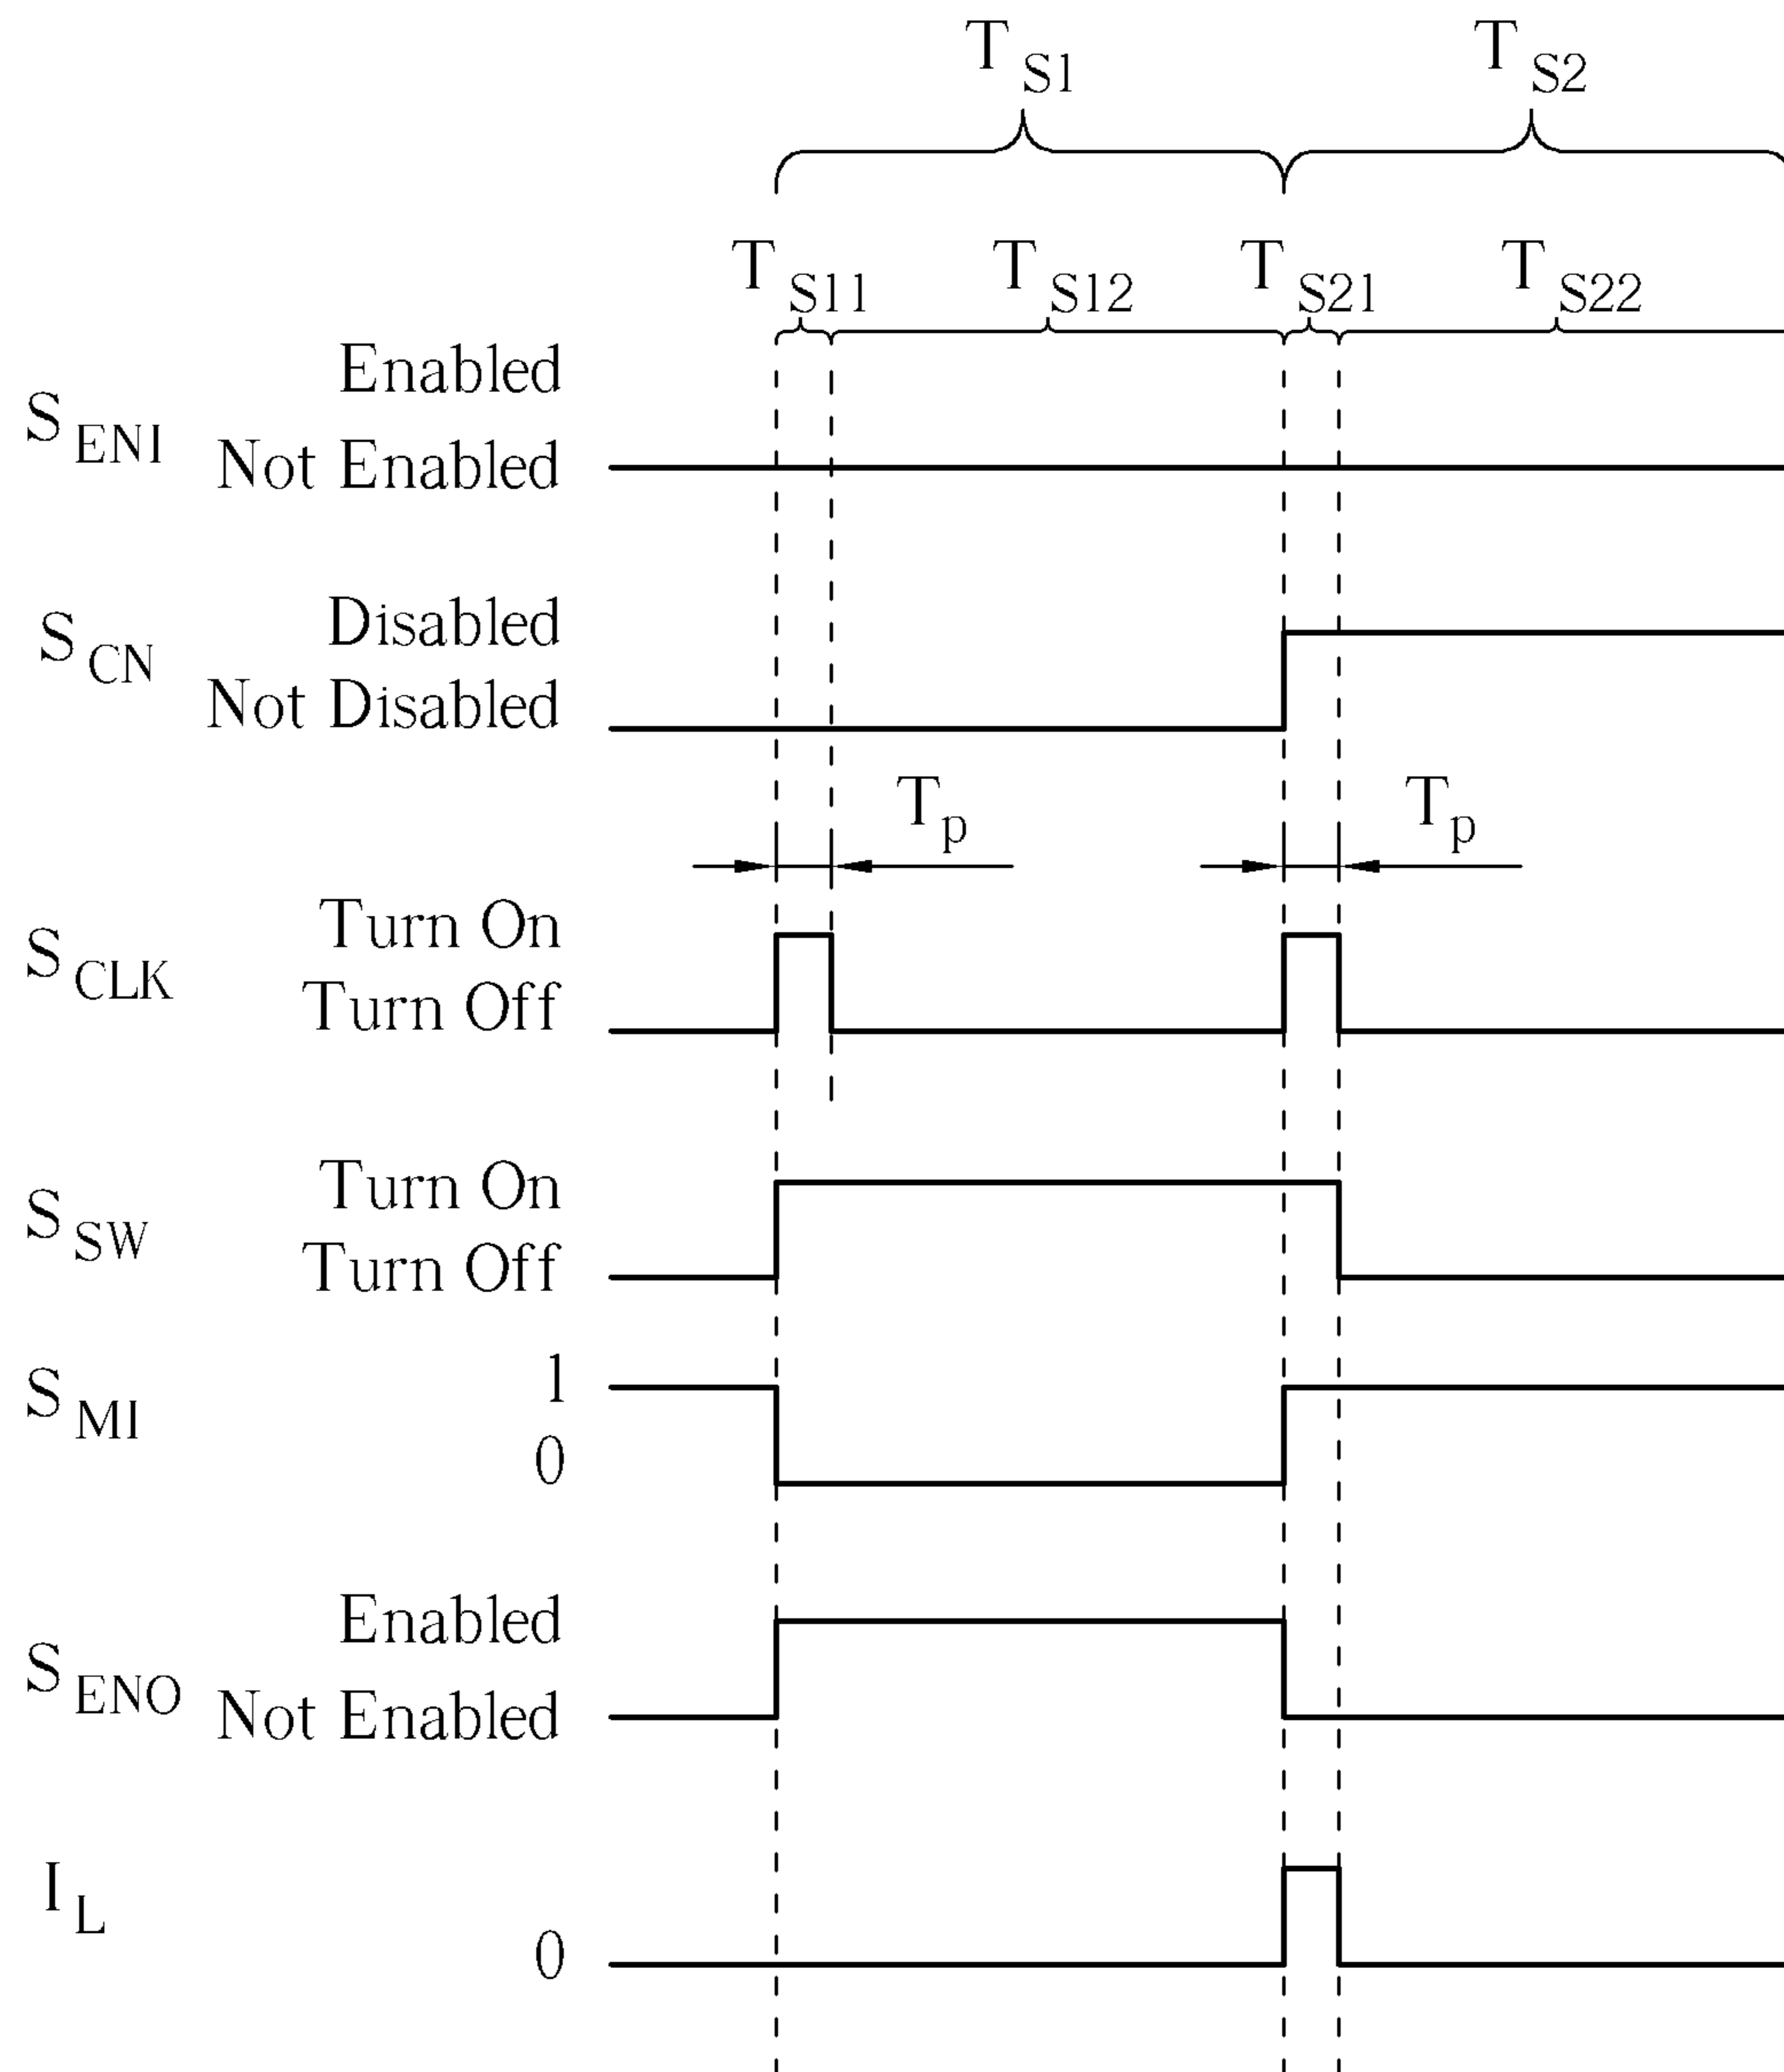 T S1 T S2
T S11 T S12 T S21 T S22
S ENI Enabled
Not Enabled
S CN Disabled
Not Disabled
T p T p
S CLK Turn On
Turn Off
S SW Turn On
Turn Off
S MI 1
0
S ENO Enabled
Not Enabled
I L
0